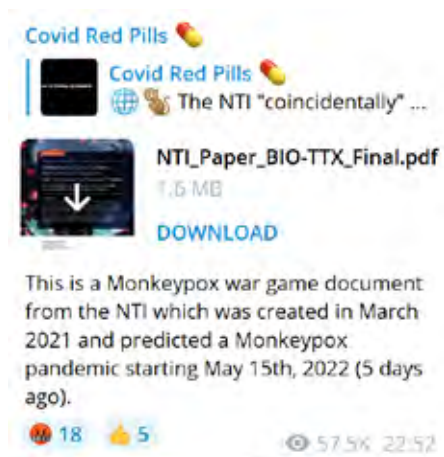 Covid Red Pills 💊
Covid Red Pills 💊
🌐 🐒 The NTI "coincidentally" ...
NTI_Paper_BIO-TTX_Final.pdf
1.6 MB
DOWNLOAD
This is a Monkeypox war game document
from the NTI which was created in March
2021 and predicted a Monkeypox
pandemic starting May 15th, 2022 (5 days
ago).
🤬 18 👍 5 57.5K 22:52